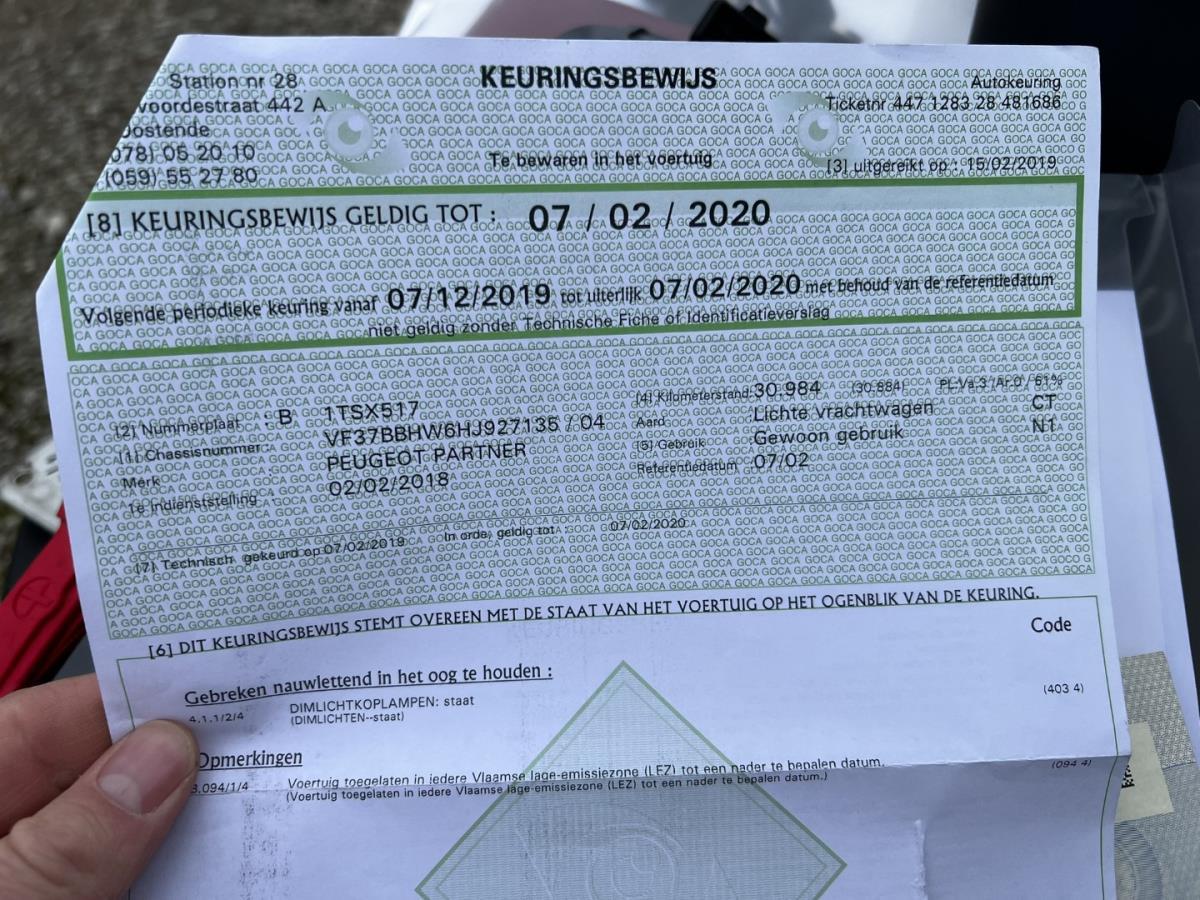 Station nr 28
voordestraat 442 A
Oostende
078) 05 20 10
(059) 55 27 80
KEURINGSBEWIJS
Te bewaren in het voertuig
Autokeuring
Ticketnr 447 1283 28 481686
[3] uitgereikt op : 15/02/2019
[8] KEURINGSBEWIJS GELDIG TOT : 07 / 02 / 2020
Volgende periodieke keuring vanaf 07/12/2019 tot uiterlijk 07/02/2020 met behoud van de referentiedatum
niet geldig zonder Technische Fiche of Identificatieverslag
[2] Nummerplaat : B 1TSX517
[1] Chassisnummer : VF37BBHW6HJ927135 / 04
Merk : PEUGEOT PARTNER
1e indienststelling : 02/02/2018
[4] Kilometerstand : 30.984 (30.884) PL:Va.3 /Ar.0 / 61%
Aard : Lichte vrachtwagen CT
[5] Gebruik : Gewoon gebruik N1
Referentiedatum : 07/02
[7] Technisch gekeurd op 07/02/2019 In orde, geldig tot : 07/02/2020
[6] DIT KEURINGSBEWIJS STEMT OVEREEN MET DE STAAT VAN HET VOERTUIG OP HET OGENBLIK VAN DE KEURING.
Code
Gebreken nauwlettend in het oog te houden :
4.1.1/2/4 DIMLICHTKOPLAMPEN: staat (403 4)
(DIMLICHTEN--staat)
Opmerkingen
3.094/1/4 Voertuig toegelaten in iedere Vlaamse lage-emissiezone (LEZ) tot een nader te bepalen datum. (094 4)
(Voertuig toegelaten in iedere Vlaamse lage-emissiezone (LEZ) tot een nader te bepalen datum.)